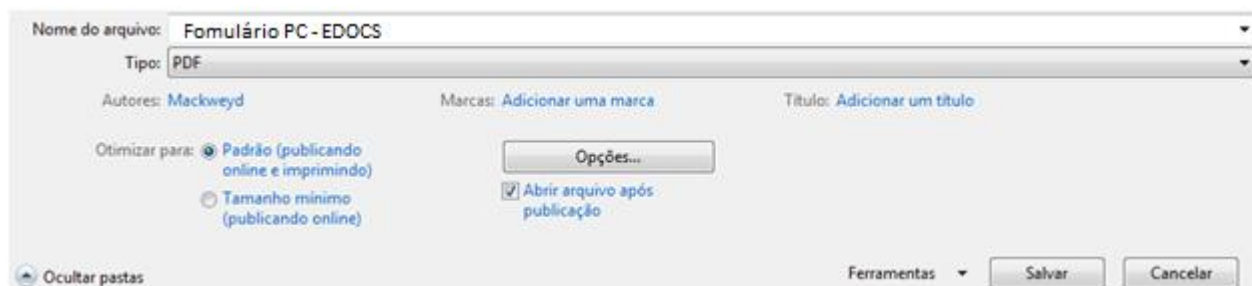 Nome do arquivo: Fomulário PC - EDOCS
Tipo: PDF
Autores: Mackweyd Marcas: Adicionar uma marca Título: Adicionar um título
Otimizar para: Padrão (publicando
online e imprimindo)
Tamanho mínimo
(publicando online)
Opções...
Abrir arquivo após
publicação
Ocultar pastas Ferramentas Salvar Cancelar